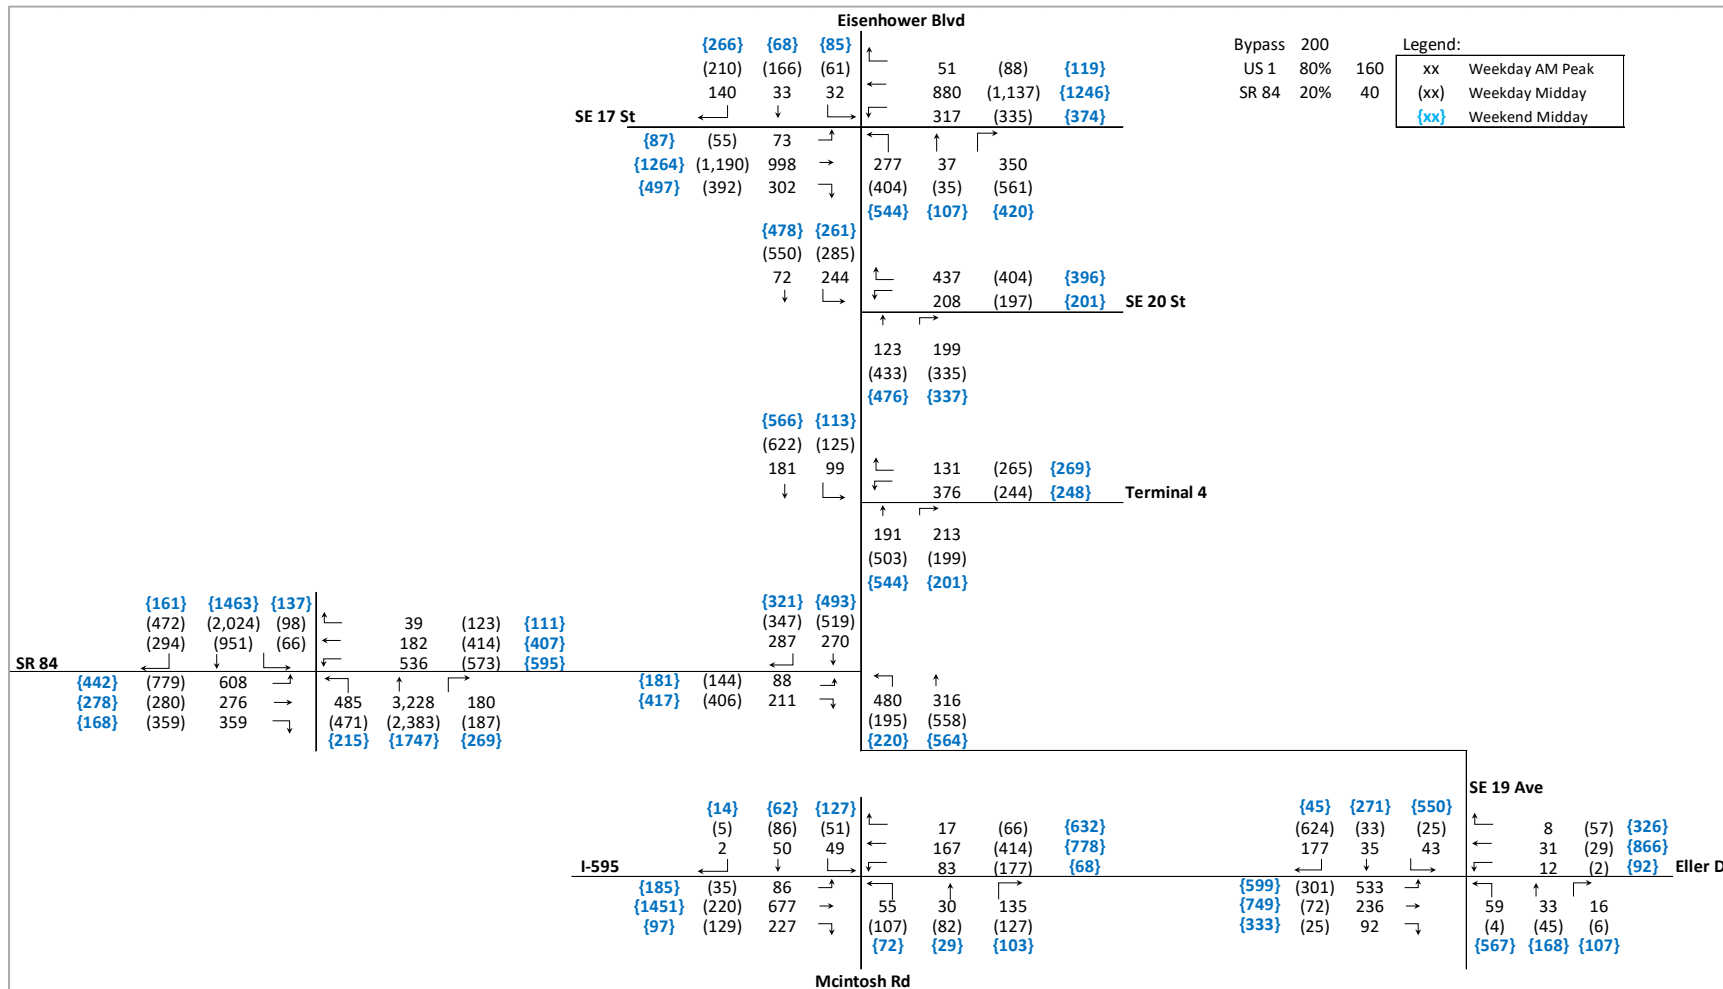 Eisenhower Blvd
{266} {68} {85}
Bypass 200
Legend:
(210) (166) (61)
51 (88) {119}
US 1 80% 160
xx Weekday AM Peak
140 33 32
880 (1,137) {1246}
SR 84 20% 40
(xx) Weekday Midday
SE 17 St
317 (335) {374}
{xx} Weekend Midday
{87} (55) 73
{1264} (1,190) 998
277 37 350
{497} (392) 302
(404) (35) (561)
{544} {107} {420}
{478} {261}
(550) (285)
72 244
437 (404) {396}
208 (197) {201}
SE 20 St
123 199
(433) (335)
{476} {337}
{566} {113}
(622) (125)
181 99
131 (265) {269}
376 (244) {248}
Terminal 4
191 213
(503) (199)
{544} {201}
{161} {1463} {137}
{321} {493}
(472) (2,024) (98)
39 (123) {111}
(347) (519)
(294) (951) (66)
182 (414) {407}
287 270
SR 84
536 (573) {595}
{442} (779) 608
{181} (144) 88
{278} (280) 276
485 3,228 180
{417} (406) 211
480 316
{168} (359) 359
(471) (2,383) (187)
(195) (558)
{215} {1747} {269}
{220} {564}
SE 19 Ave
{14} {62} {127}
{45} {271} {550}
(5) (86) (51)
17 (66) {632}
(624) (33) (25)
8 (57) {326}
2 50 49
167 (414) {778}
177 35 43
31 (29) {866}
I-595
83 (177) {68}
12 (2) {92}
Eller D
{185} (35) 86
{599} (301) 533
{1451} (220) 677
55 30 135
{749} (72) 236
59 33 16
{97} (129) 227
(107) (82) (127)
{333} (25) 92
(4) (45) (6)
{72} {29} {103}
{567} {168} {107}
Mcintosh Rd